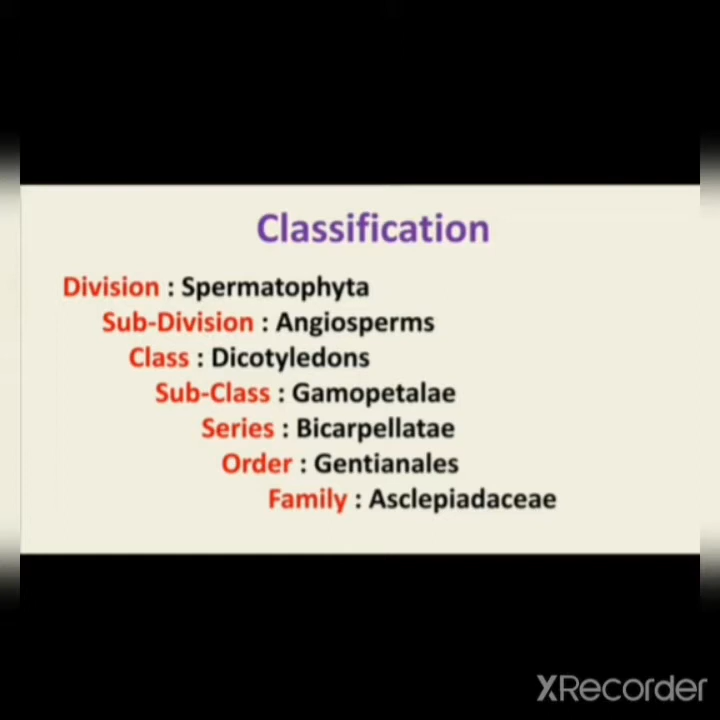 Classification
Division : Spermatophyta
Sub-Division : Angiosperms
Class : Dicotyledons
Sub-Class : Gamopetalae
Series : Bicarpellatae
Order : Gentianales
Family : Asclepiadaceae
XRecorder